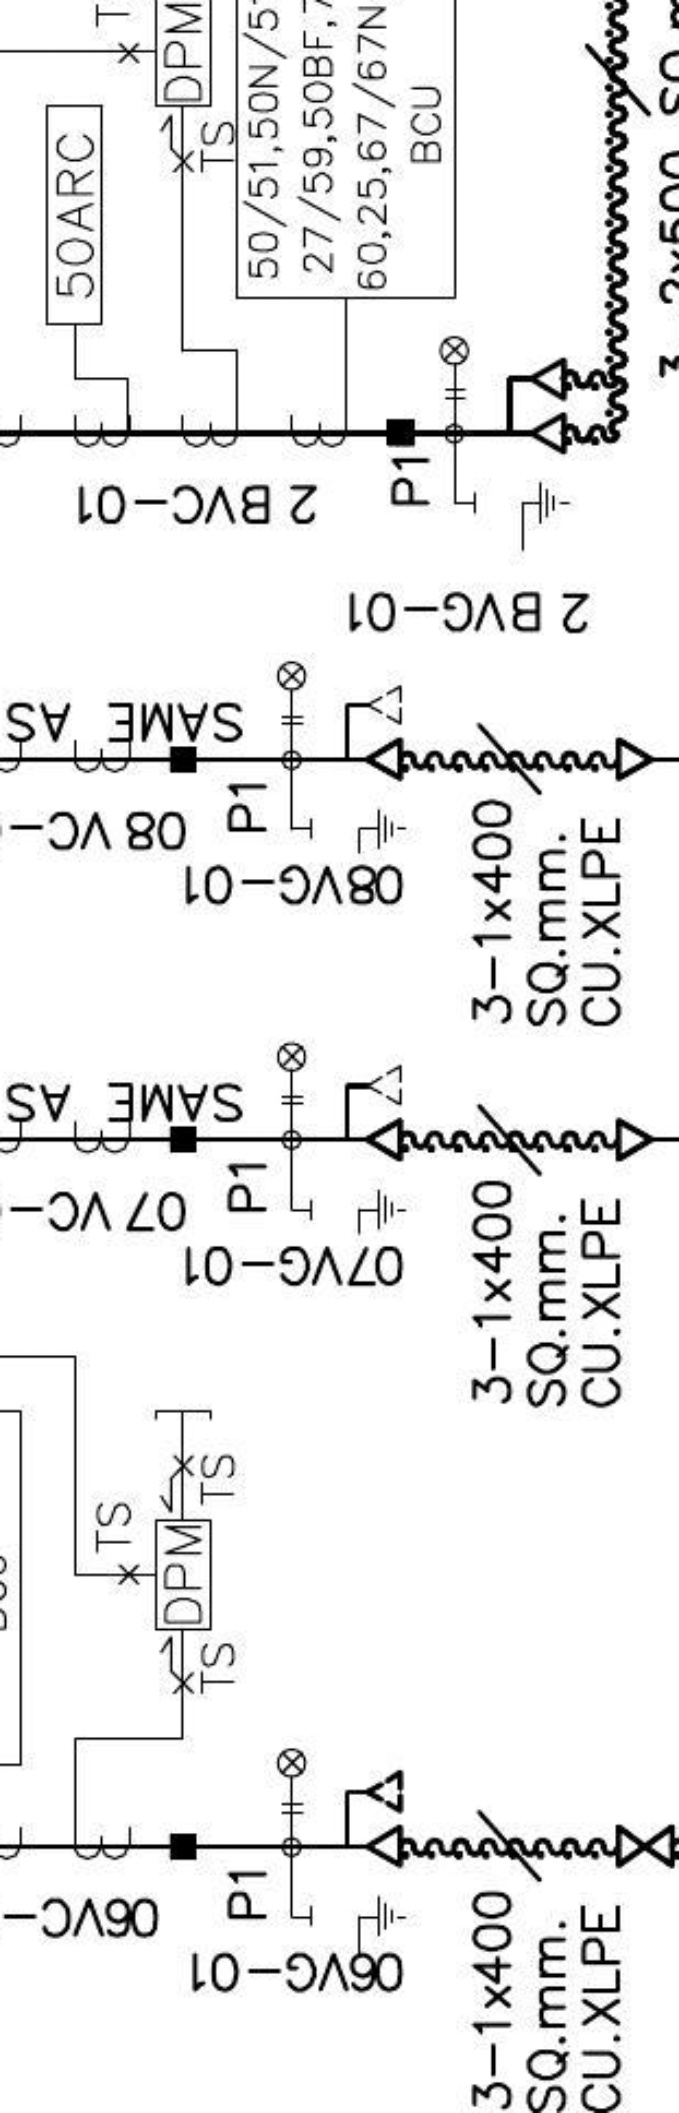 TS
DPM
TS
50ARC
50/51,50N/51
27/59,50BF,7
60,25,67/67N
BCU
2 BVC-01
P1
2 BVG-01
3- 2x500 SQ.m
SAME AS
08 VC-
P1
08VG-01
3-1x400
SQ.mm.
CU.XLPE
SAME AS
07 VC-
P1
07VG-01
3-1x400
SQ.mm.
CU.XLPE
TS
TS
DPM
TS
06VC-
P1
06VG-01
3-1x400
SQ.mm.
CU.XLPE